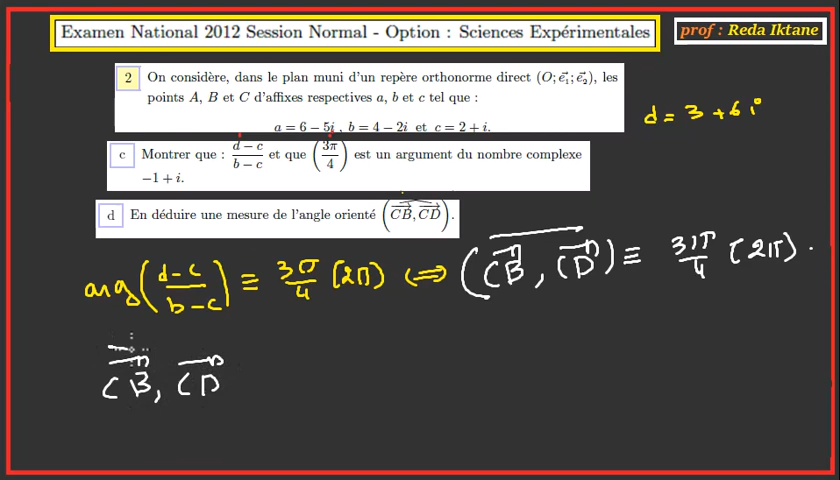 Examen National 2012 Session Normal - Option : Sciences Expérimentales
prof : Reda Iktane
2 On considère, dans le plan muni d'un repère orthonorme direct (O; e₁⃗; e₂⃗), les
points A, B et C d'affixes respectives a, b et c tel que :
a = 6 − 5i , b = 4 − 2i et c = 2 + i.
d = 3 + 6i
c Montrer que : (d − c)/(b − c) et que (3π/4) est un argument du nombre complexe
−1 + i.
d En déduire une mesure de l'angle orienté (CB⃗, CD⃗).
arg((d−c)/(b−c)) ≡ 3π/4 [2π] ⟺ (CB⃗, CD⃗) ≡ 3π/4 [2π].
CB⃗, CD⃗